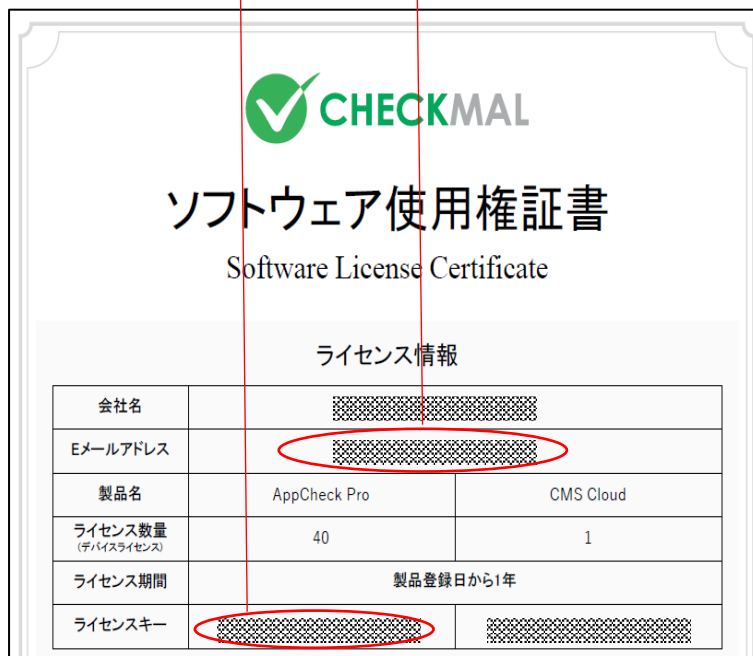 CHECKMAL
ソフトウェア使用権証書
Software License Certificate
ライセンス情報
会社名
Eメールアドレス
製品名 AppCheck Pro CMS Cloud
ライセンス数量
(デバイスライセンス) 40 1
ライセンス期間 製品登録日から1年
ライセンスキー